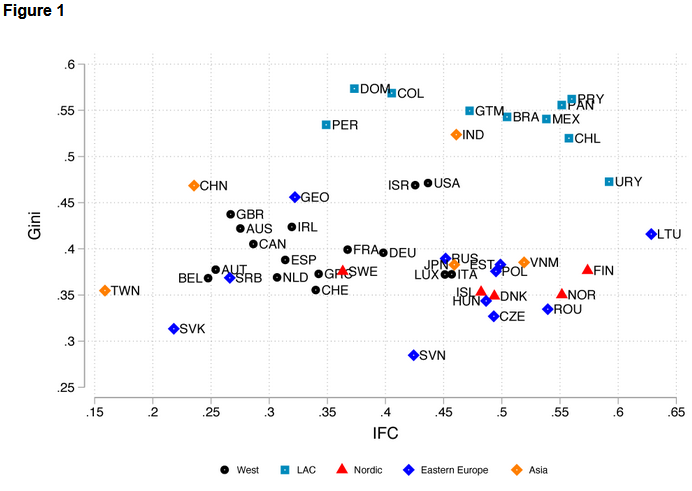 Figure 1
.6
.55
.5
.45
.4
.35
.3
.25
Gini
DOM
COL
PER
GTM
BRA
PRY
PAN
MEX
CHL
IND
URY
CHN
GEO
ISR
USA
GBR
AUS
IRL
CAN
LTU
FRA
DEU
ESP
RUS
JPN
EST
VNM
AUT
BEL
SRB
NLD
GRC
SWE
LUX
ITA
POL
FIN
TWN
CHE
ISL
DNK
NOR
HUN
ROU
CZE
SVK
SVN
.15 .2 .25 .3 .35 .4 .45 .5 .55 .6 .65
IFC
West LAC Nordic Eastern Europe Asia